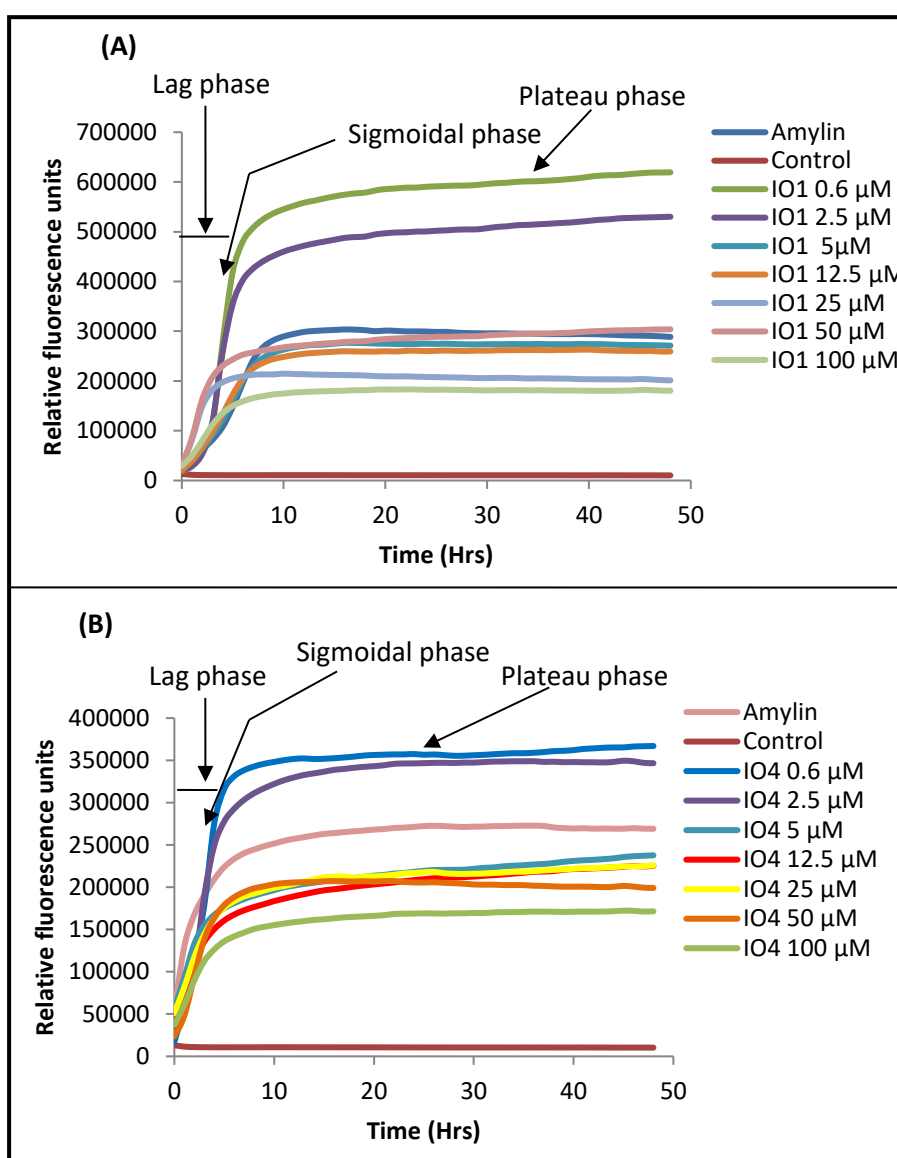 (A)
Lag phase
Plateau phase
Sigmoidal phase
700000
600000
500000
400000
300000
200000
100000
0
0 10 20 30 40 50
Relative fluorescence units
Time (Hrs)
Amylin
Control
IO1 0.6 µM
IO1 2.5 µM
IO1 5µM
IO1 12.5 µM
IO1 25 µM
IO1 50 µM
IO1 100 µM
(B)
Sigmoidal phase
Lag phase
Plateau phase
400000
350000
300000
250000
200000
150000
100000
50000
0
0 10 20 30 40 50
Relative fluorescence units
Time (Hrs)
Amylin
Control
IO4 0.6 µM
IO4 2.5 µM
IO4 5 µM
IO4 12.5 µM
IO4 25 µM
IO4 50 µM
IO4 100 µM